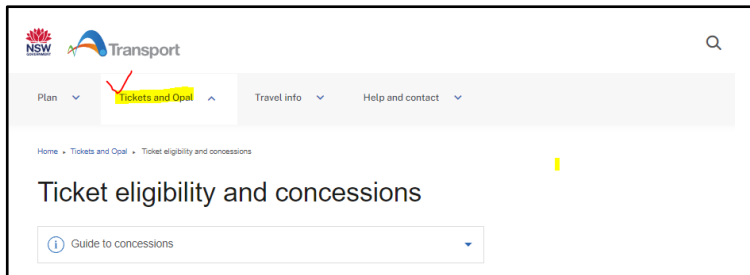 NSW
GOVERNMENT
Transport
Plan
Tickets and Opal
Travel info
Help and contact
Home ▸ Tickets and Opal ▸ Ticket eligibility and concessions
Ticket eligibility and concessions
Guide to concessions